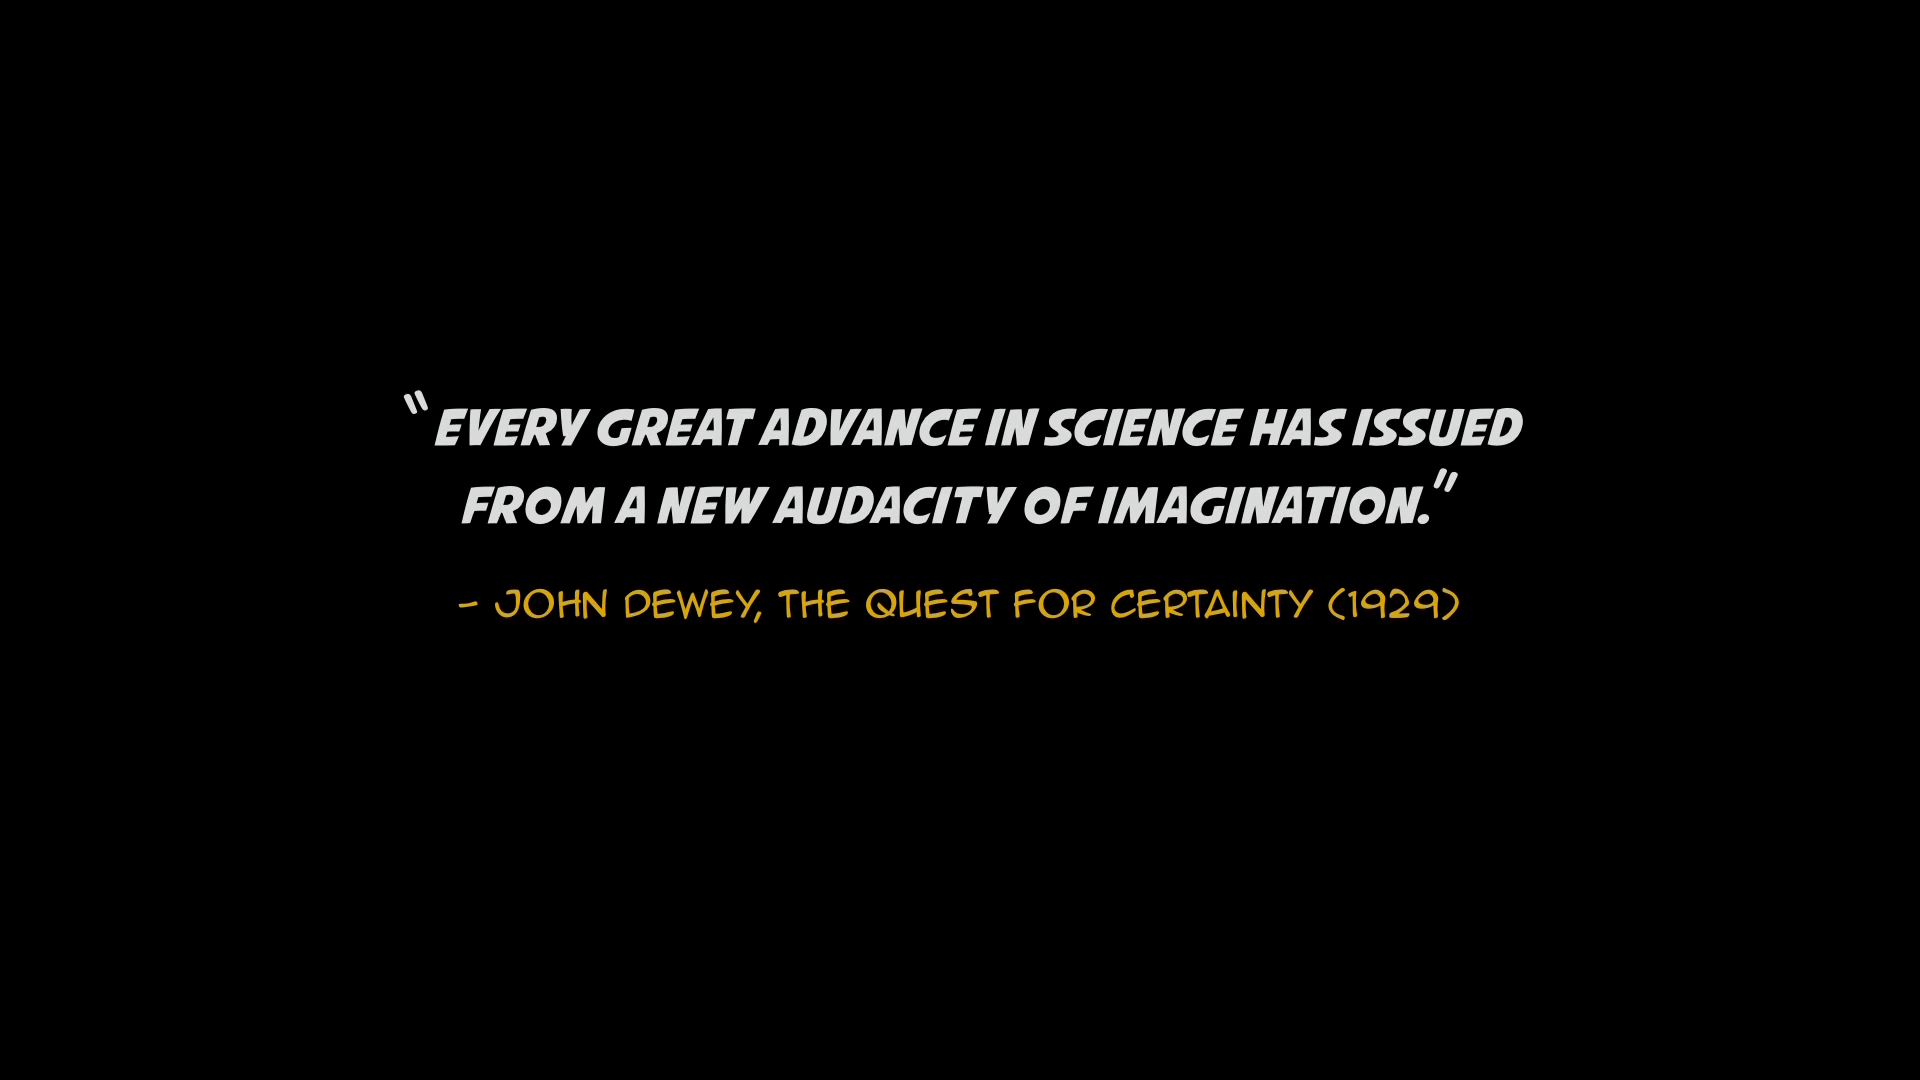 “EVERY GREAT ADVANCE IN SCIENCE HAS ISSUED
FROM A NEW AUDACITY OF IMAGINATION.”
- JOHN DEWEY, THE QUEST FOR CERTAINTY (1929)